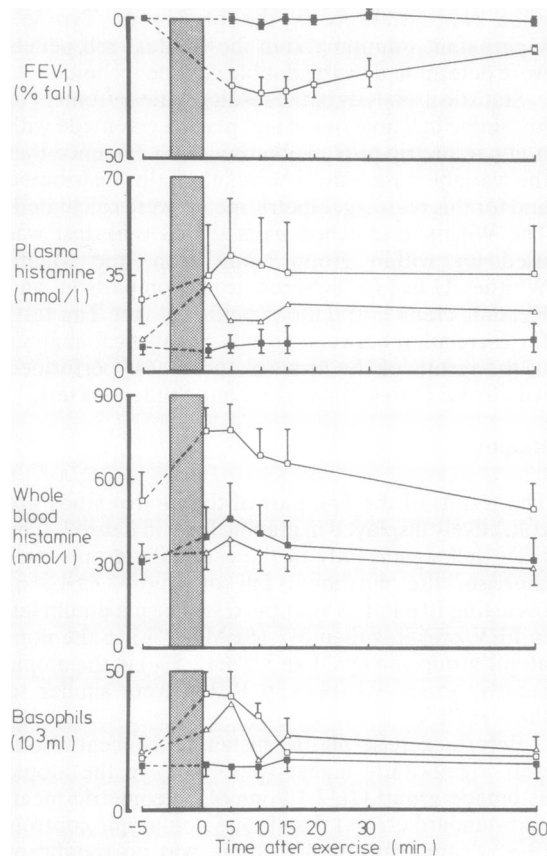 0
FEV1
(% fall)
50
70
Plasma
histamine
(nmol/l)
35
0
900
600
Whole
blood
histamine
(nmol/l)
300
0
50
Basophils
(10³ml)
0
-5 0 5 10 15 20 30 60
Time after exercise (min)